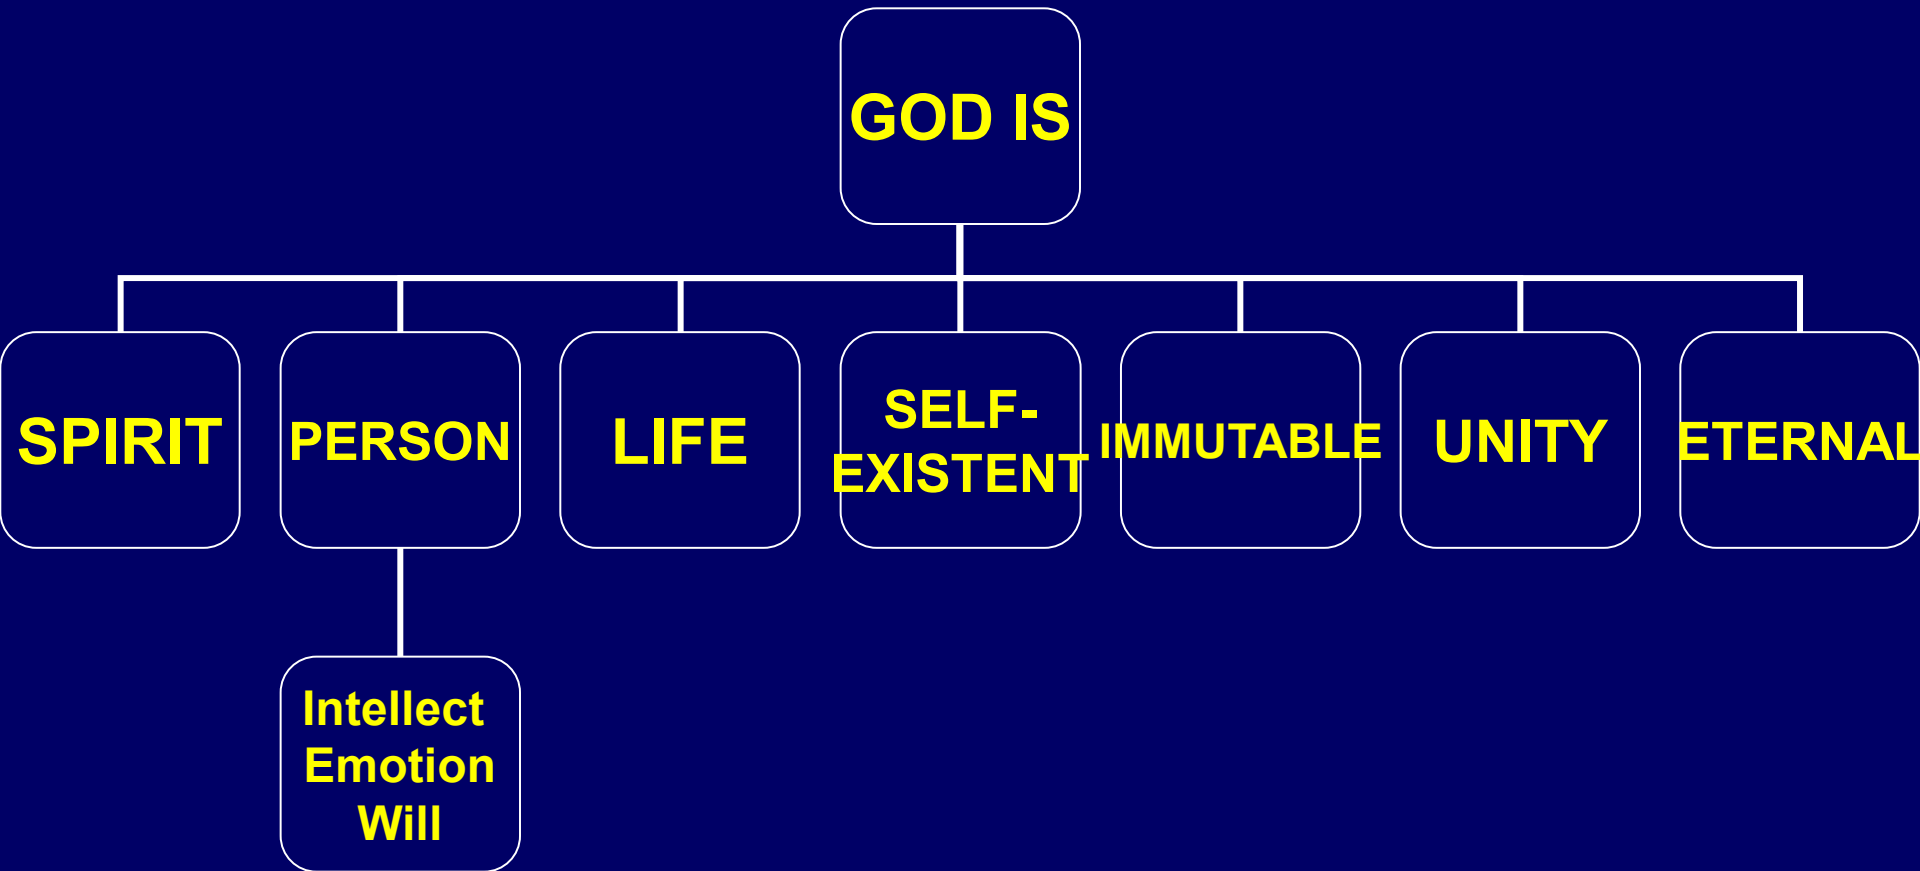 GOD IS
SPIRIT
PERSON
LIFE
SELF-
EXISTENT
IMMUTABLE
UNITY
ETERNAL
Intellect
Emotion
Will